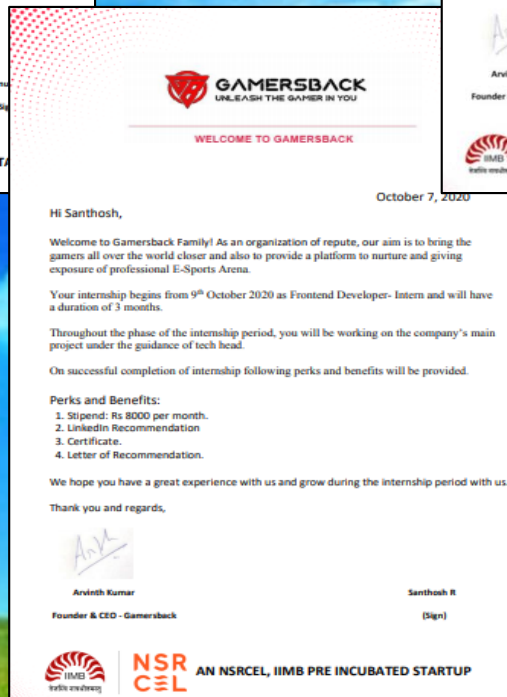 GAMERSBACK
UNLEASH THE GAMER IN YOU
WELCOME TO GAMERSBACK
October 7, 2020
Hi Santhosh,
Welcome to Gamersback Family! As an organization of repute, our aim is to bring the
gamers all over the world closer and also to provide a platform to nurture and giving
exposure of professional E-Sports Arena.
Your internship begins from 9th October 2020 as Frontend Developer- Intern and will have
a duration of 3 months.
Throughout the phase of the internship period, you will be working on the company's main
project under the guidance of tech head.
On successful completion of internship following perks and benefits will be provided.
Perks and Benefits:
1. Stipend: Rs 8000 per month.
2. LinkedIn Recommendation
3. Certificate.
4. Letter of Recommendation.
We hope you have a great experience with us and grow during the internship period with us.
Thank you and regards,
Arvinth Kumar
Santhosh R
Founder & CEO - Gamersback
(Sign)
IIMB
NSR
CEL
AN NSRCEL, IIMB PRE INCUBATED STARTUP
Founder
IIMB